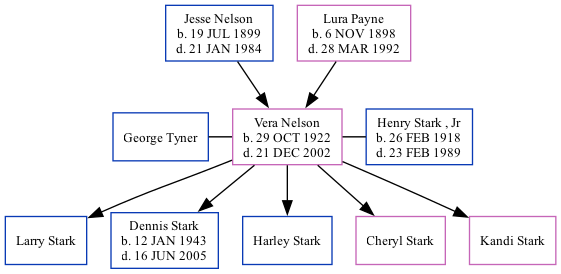 Jesse Nelson
b. 19 JUL 1899
d. 21 JAN 1984
Lura Payne
b. 6 NOV 1898
d. 28 MAR 1992
George Tyner
Vera Nelson
b. 29 OCT 1922
d. 21 DEC 2002
Henry Stark , Jr
b. 26 FEB 1918
d. 23 FEB 1989
Larry Stark
Dennis Stark
b. 12 JAN 1943
d. 16 JUN 2005
Harley Stark
Cheryl Stark
Kandi Stark